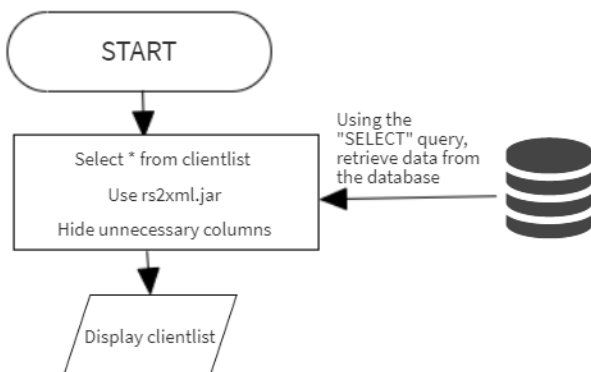 START
Using the
"SELECT" query,
retrieve data from
the database
Select * from clientlist
Use rs2xml.jar
Hide unnecessary columns
Display clientlist